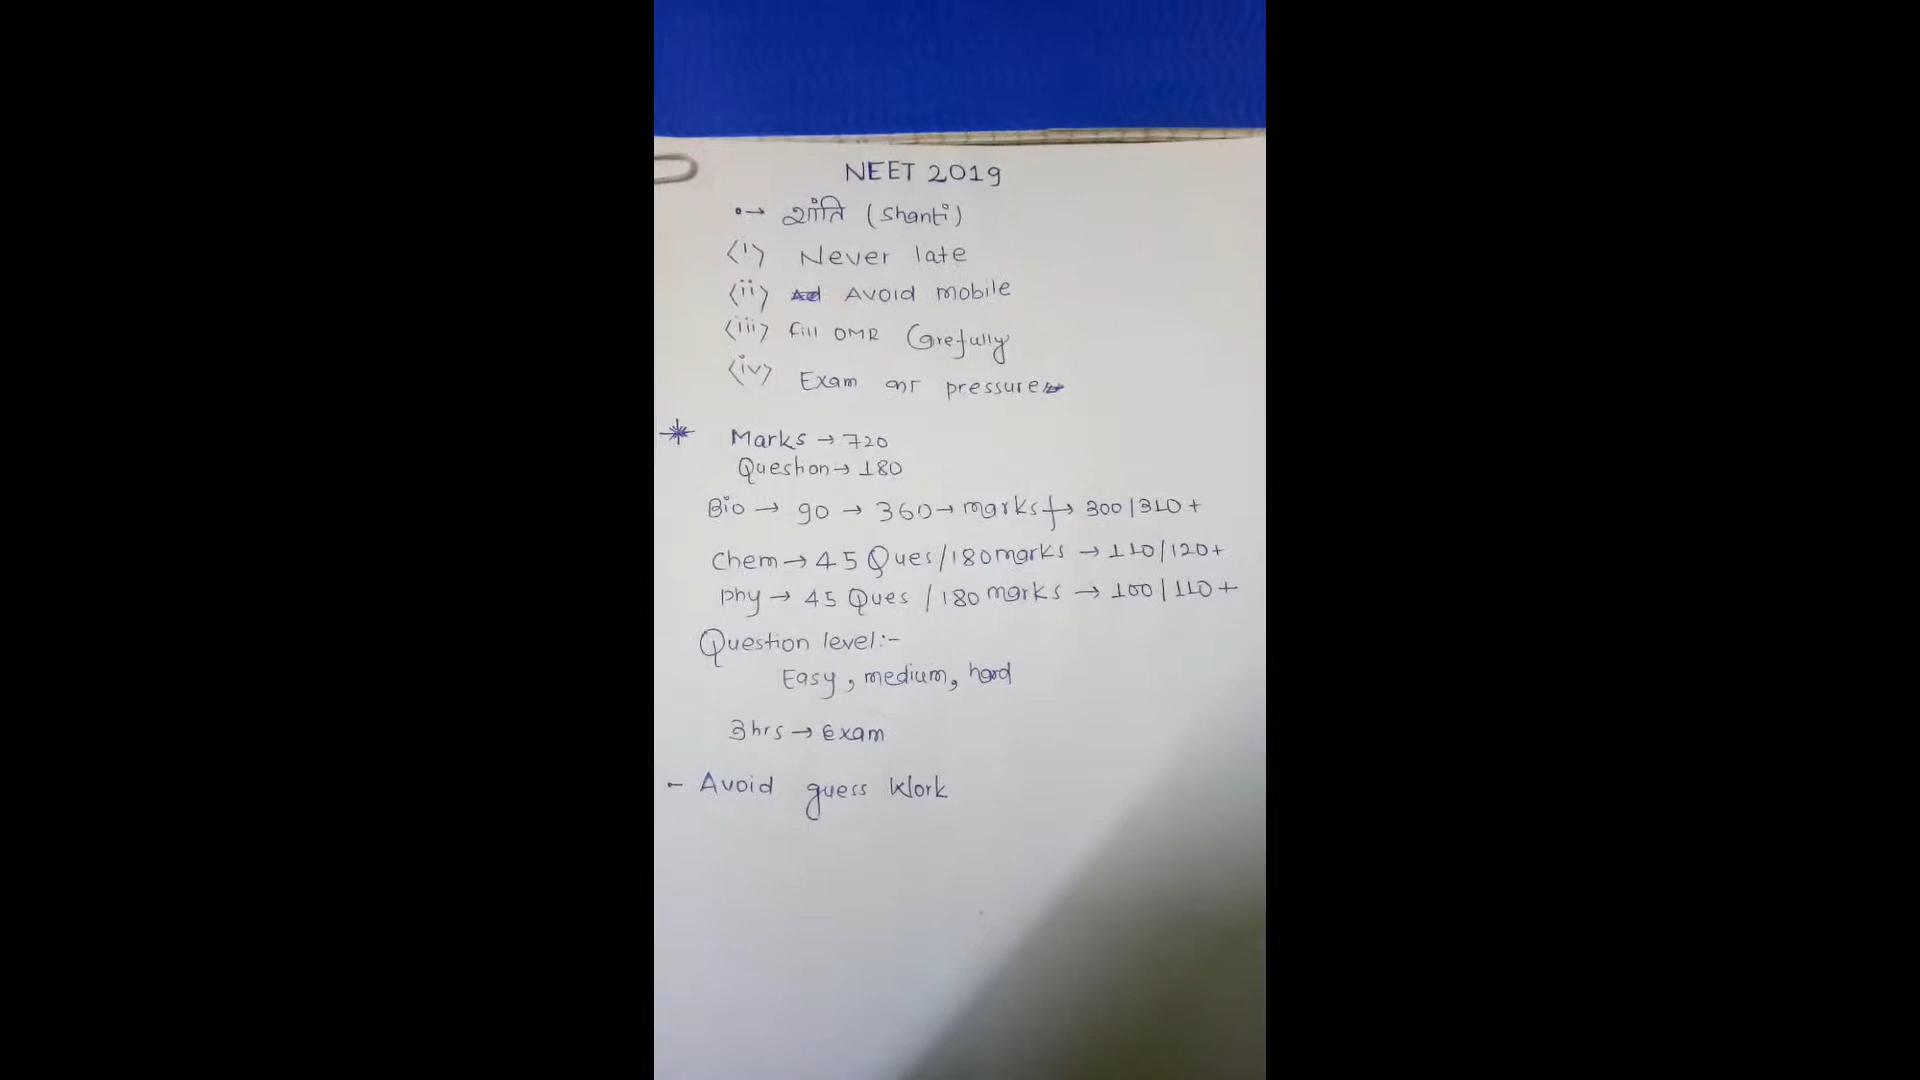 NEET 2019
•→ शांति (Shanti)
(i) Never late
(ii) Avoid mobile
(iii) Fill OMR Carefully
(iv) Exam का pressure
* Marks → 720
Question → 180
Bio → 90 → 360 → marks → 300/310+
Chem → 45 Ques/180 marks → 110/120+
Phy → 45 Ques/180 marks → 100/110+
Question level:-
Easy, medium, hard
3hrs → Exam
- Avoid guess Work